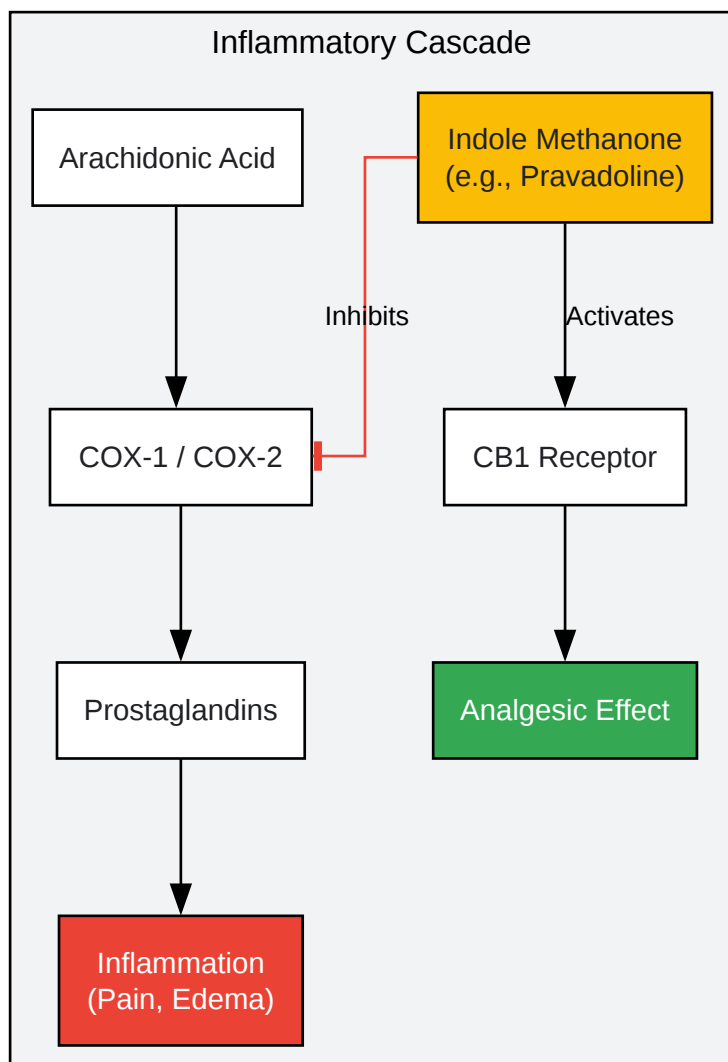 Inflammatory Cascade
Arachidonic Acid
Indole Methanone
(e.g., Pravadoline)
Inhibits
Activates
COX-1 / COX-2
CB1 Receptor
Prostaglandins
Analgesic Effect
Inflammation
(Pain, Edema)